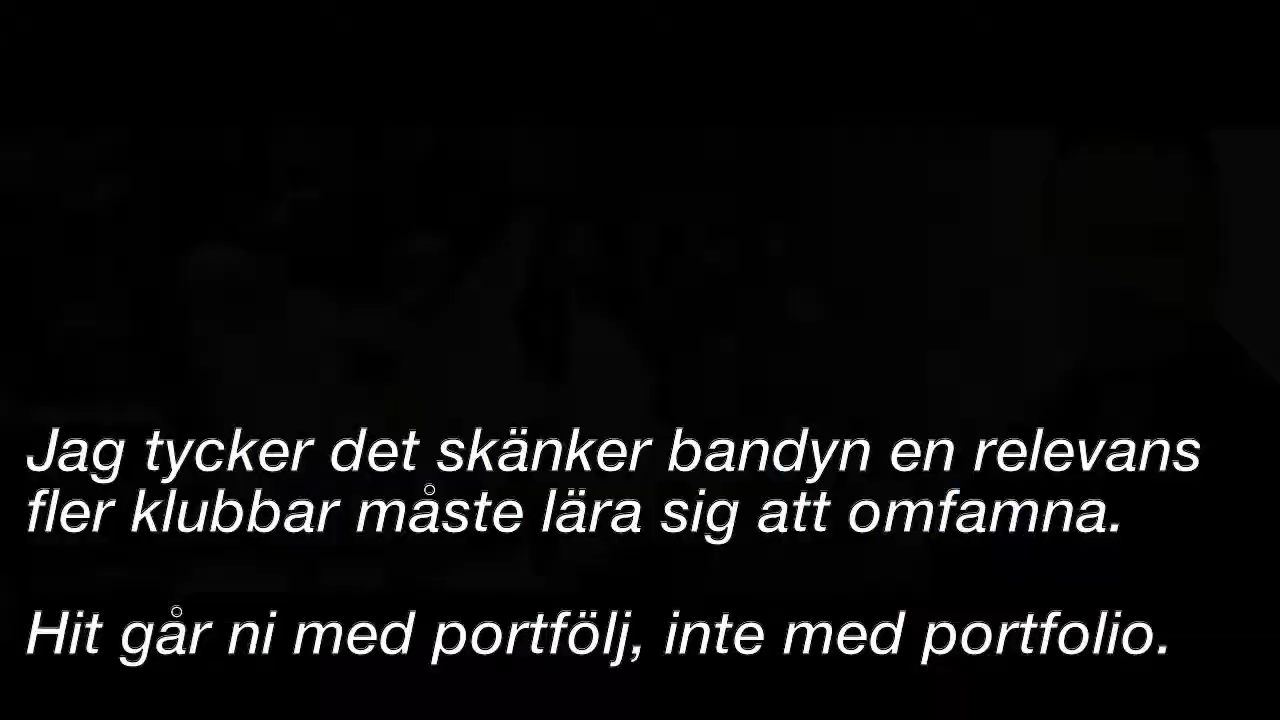 Jag tycker det skänker bandyn en relevans
fler klubbar måste lära sig att omfamna.
Hit går ni med portfölj, inte med portfolio.